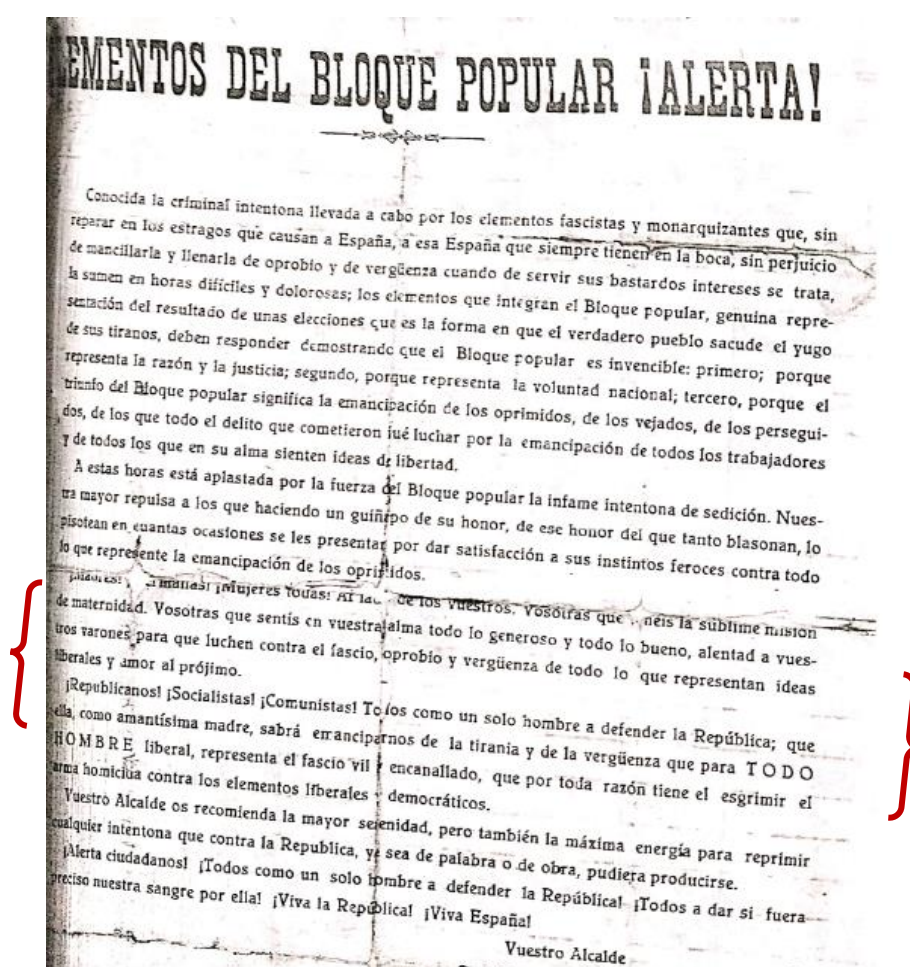 EMENTOS DEL BLOQUE POPULAR ¡ALERTA!
Conocida la criminal intentona llevada a cabo por los elementos fascistas y monarquizantes que, sin
reparar en los estragos que causan a España, a esa España que siempre tienen en la boca, sin perjuicio
de mancillarla y llenarla de oprobio y de vergüenza cuando de servir sus bastardos intereses se trata,
la sumen en horas difíciles y dolorosas; los elementos que integran el Bloque popular, genuina repre-
sentación del resultado de unas elecciones que es la forma en que el verdadero pueblo sacude el yugo
de sus tiranos, deben responder demostrando que el Bloque popular es invencible: primero; porque
representa la razón y la justicia; segundo, porque representa la voluntad nacional; tercero, porque el
triunfo del Bloque popular significa la emancipación de los oprimidos, de los vejados, de los persegui-
dos, de los que todo el delito que cometieron fué luchar por la emancipación de todos los trabajadores
y de todos los que en su alma sienten ideas de libertad.
A estas horas está aplastada por la fuerza del Bloque popular la infame intentona de sedición. Nues-
tra mayor repulsa a los que haciendo un guiñapo de su honor, de ese honor del que tanto blasonan, lo
pisotean en cuantas ocasiones se les presentan por dar satisfacción a sus instintos feroces contra todo
lo que represente la emancipación de los oprimidos.
¡Mujeres todas! de los vuestros. Vosotras que la sublime misión
de maternidad. Vosotras que sentís en vuestra alma todo lo generoso y todo lo bueno, alentad a vues-
tros varones para que luchen contra el fascio, oprobio y vergüenza de todo lo que representan ideas
liberales y amor al prójimo.
¡Republicanos! ¡Socialistas! ¡Comunistas! Todos como un solo hombre a defender la República; que
ella, como amantísima madre, sabrá emanciparnos de la tirania y de la vergüenza que para TODO
HOMBRE liberal, representa el fascio vil y encanallado, que por toda razón tiene el esgrimir el
arma homicida contra los elementos liberales y democráticos.
Vuestro Alcalde os recomienda la mayor serenidad, pero también la máxima energía para reprimir
cualquier intentona que contra la Republica, ya sea de palabra o de obra, pudiera producirse.
¡Alerta ciudadanos! ¡Todos como un solo hombre a defender la República! ¡Todos a dar si fuera
preciso nuestra sangre por ella! ¡Viva la República! ¡Viva España!
Vuestro Alcalde